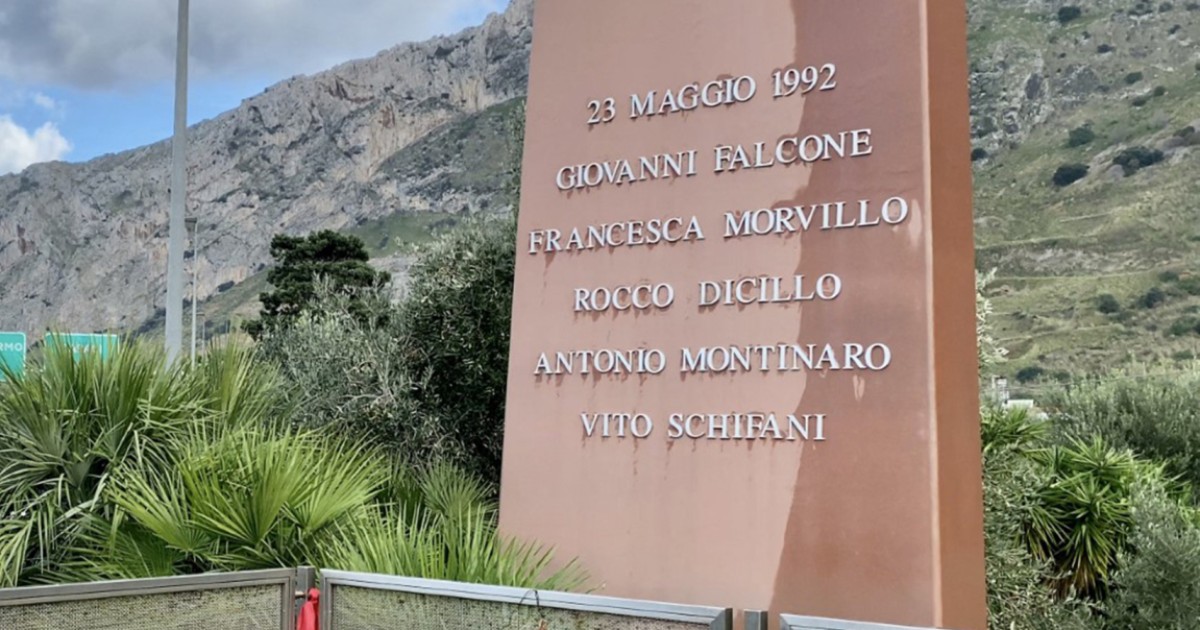 23 MAGGIO 1992
GIOVANNI FALCONE
FRANCESCA MORVILLO
ROCCO DICILLO
ANTONIO MONTINARO
VITO SCHIFANI